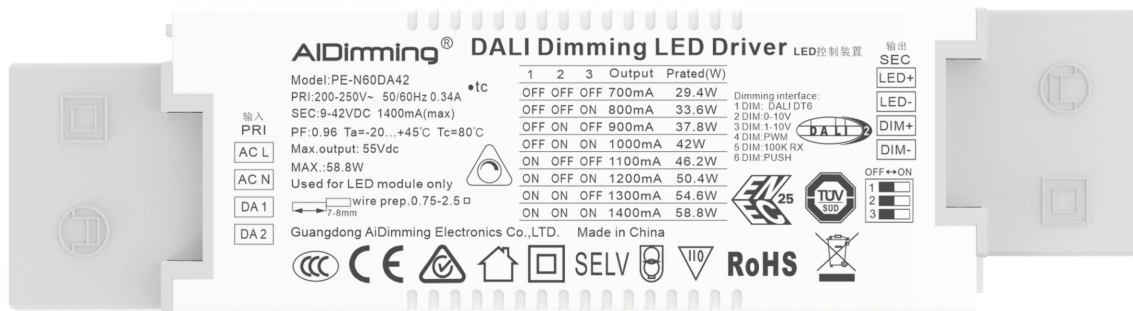 AIDimming® DALI Dimming LED Driver LED控制装置
Model:PE-N60DA42
PRI:200-250V~ 50/60Hz 0.34A
SEC:9-42VDC 1400mA(max)
PF:0.96 Ta=-20...+45℃ Tc=80℃
Max.output: 55Vdc
MAX.:58.8W
Used for LED module only
wire prep.0.75-2.5
7-8mm
Guangdong AiDimming Electronics Co.,LTD. Made in China
•tc
1 2 3 Output Prated(W)
OFF OFF OFF 700mA 29.4W
OFF OFF ON 800mA 33.6W
OFF ON OFF 900mA 37.8W
OFF ON ON 1000mA 42W
ON OFF OFF 1100mA 46.2W
ON OFF ON 1200mA 50.4W
ON ON OFF 1300mA 54.6W
ON ON ON 1400mA 58.8W
Dimming interface:
1 DIM: DALI DT6
2 DIM:0-10V
3 DIM:1-10V
4 DIM:PWM
5 DIM:100K RX
6 DIM:PUSH
DALI 2
ENEC 25
TÜV
SUD
OFF↔ON
1
2
3
输入
PRI
AC L
AC N
DA 1
DA 2
输出
SEC
LED+
LED-
DIM+
DIM-
CCC
CE
SELV
110
RoHS